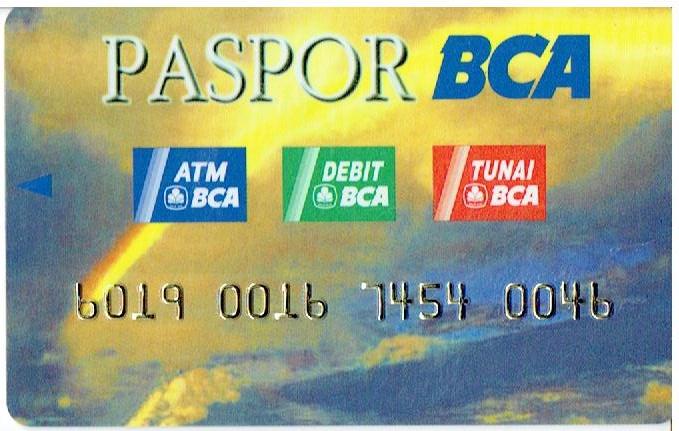 PASPOR BCA
ATM BCA
DEBIT BCA
TUNAI BCA
6019 0016 7454 0046